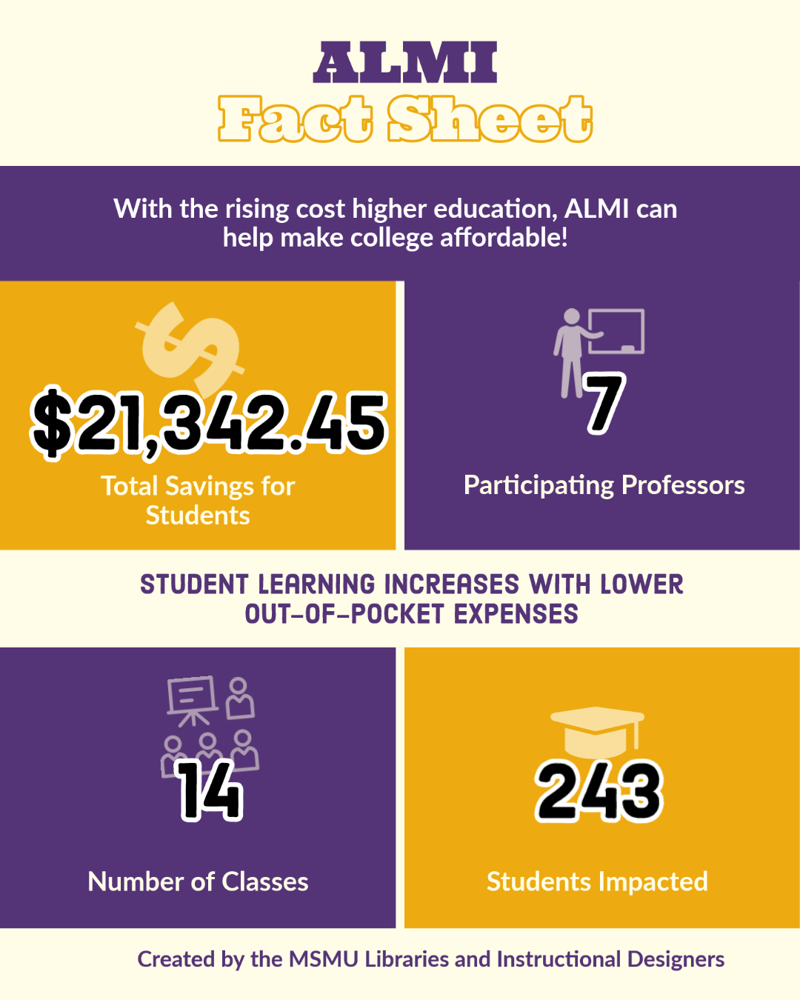 ALMI
Fact Sheet
With the rising cost higher education, ALMI can
help make college affordable!
$21,342.45
Total Savings for
Students
7
Participating Professors
STUDENT LEARNING INCREASES WITH LOWER
OUT-OF-POCKET EXPENSES
14
Number of Classes
243
Students Impacted
Created by the MSMU Libraries and Instructional Designers